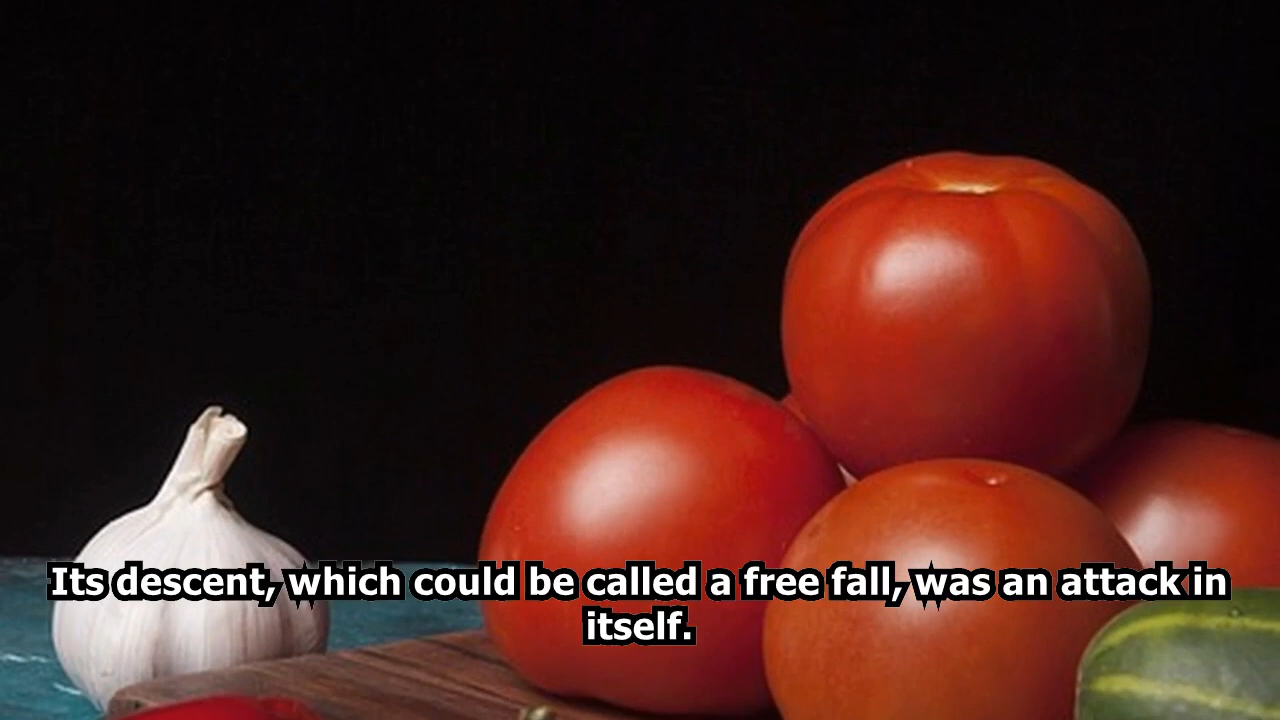 Its descent, which could be called a free fall, was an attack in
itself.